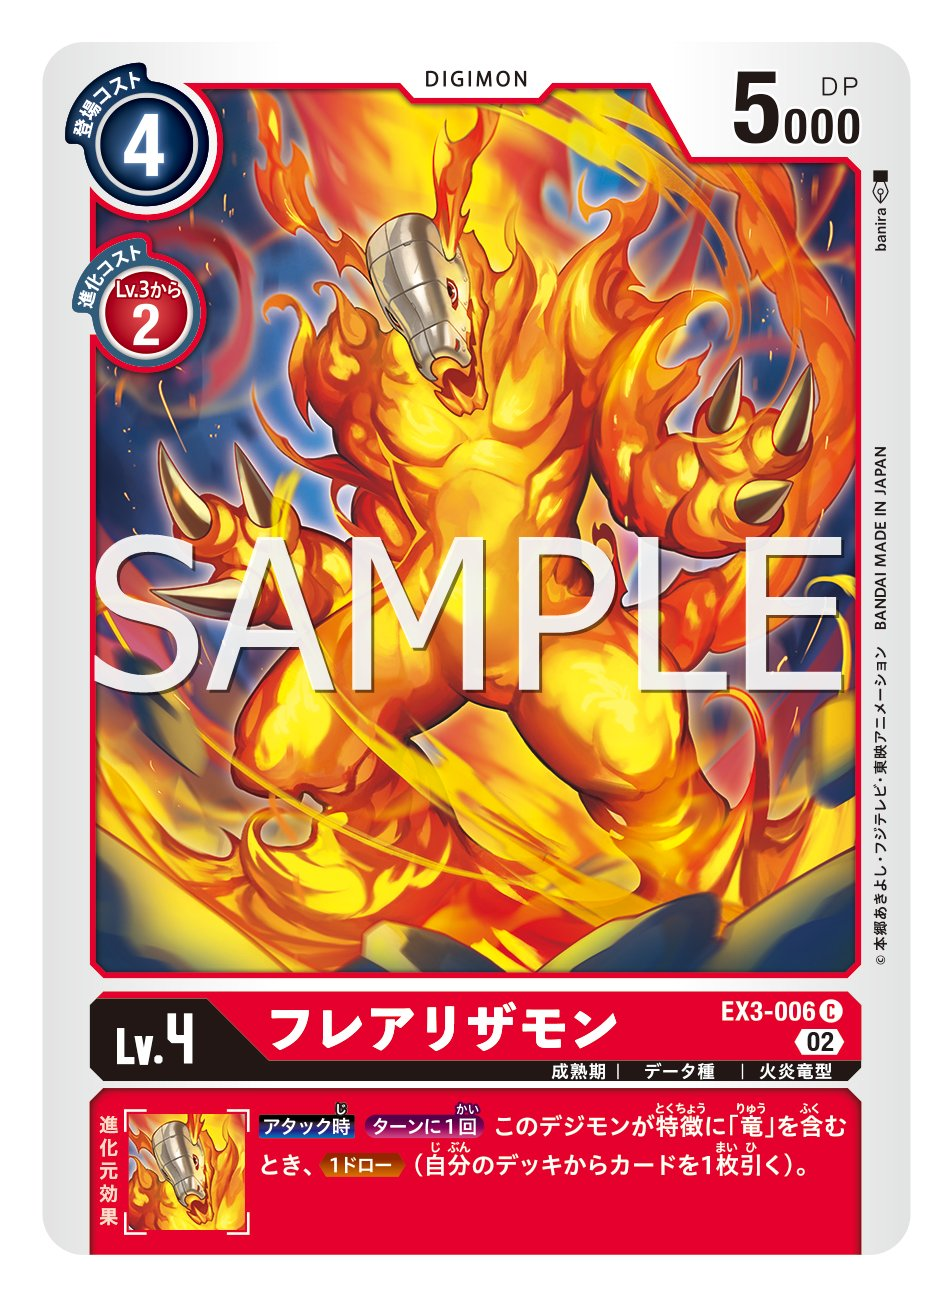 DIGIMON
登場コスト
4
DP
5000
進化コスト
Lv.3から
2
banira
SAMPLE
©本郷あきよし・フジテレビ・東映アニメーション BANDAI MADE IN JAPAN
Lv.4
フレアリザモン
EX3-006 C
02
成熟期 | データ種 | 火炎竜型
進化元効果
アタック時 ターンに1回 このデジモンが特徴に「竜」を含む
とき、1ドロー（自分のデッキからカードを1枚引く）。